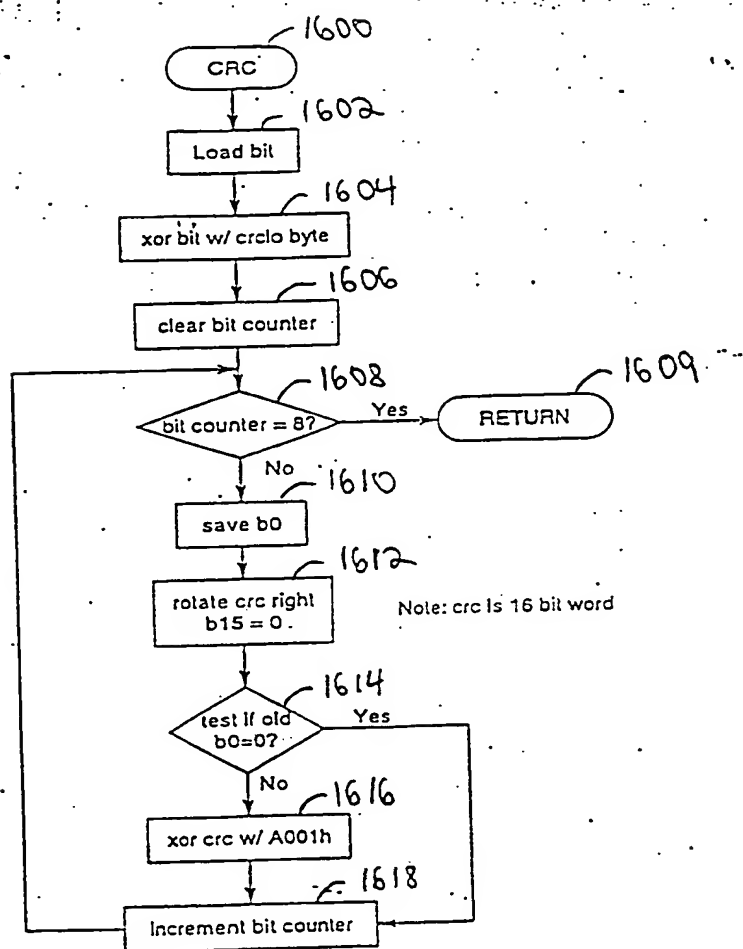 1600
CRC
1602
Load bit
1604
xor bit w/ crclo byte
1606
clear bit counter
1608
1609
bit counter = 8?
Yes
RETURN
No
1610
save b0
1612
rotate crc right
b15 = 0.
Note: crc is 16 bit word
1614
test if old
b0=0?
Yes
No
1616
xor crc w/ A001h
1618
Increment bit counter